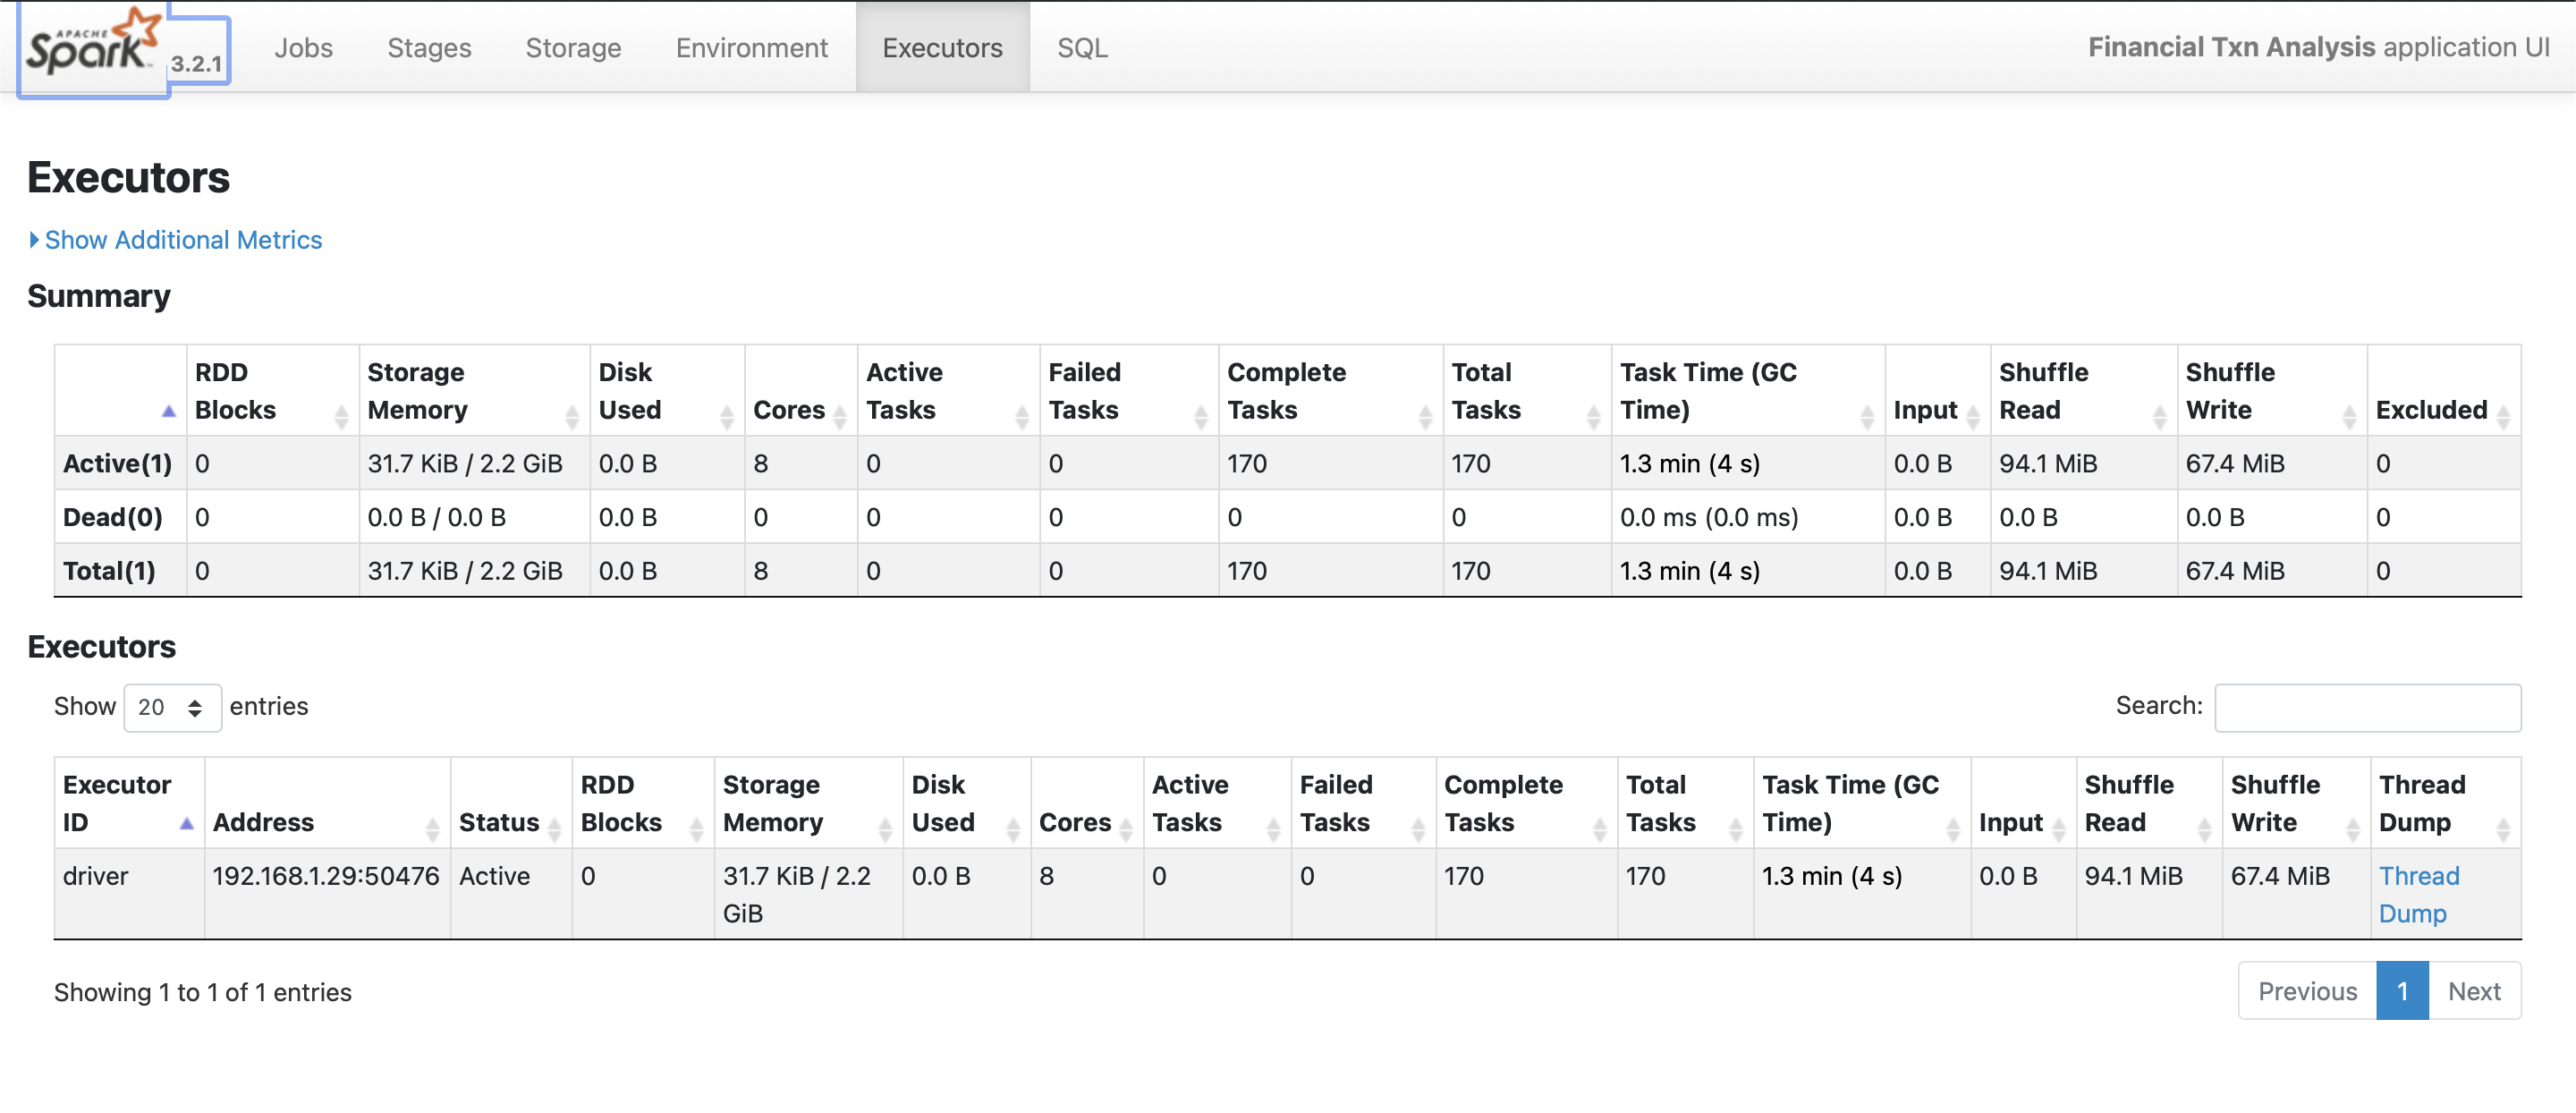 APACHE
Spark 3.2.1 Jobs Stages Storage Environment Executors SQL Financial Txn Analysis application UI
Executors
Show Additional Metrics
Summary
RDD Blocks Storage Memory Disk Used Cores Active Tasks Failed Tasks Complete Tasks Total Tasks Task Time (GC Time) Input Shuffle Read Shuffle Write Excluded
Active(1) 0 31.7 KiB / 2.2 GiB 0.0 B 8 0 0 170 170 1.3 min (4 s) 0.0 B 94.1 MiB 67.4 MiB 0
Dead(0) 0 0.0 B / 0.0 B 0.0 B 0 0 0 0 0 0.0 ms (0.0 ms) 0.0 B 0.0 B 0.0 B 0
Total(1) 0 31.7 KiB / 2.2 GiB 0.0 B 8 0 0 170 170 1.3 min (4 s) 0.0 B 94.1 MiB 67.4 MiB 0
Executors
Show 20 entries Search:
Executor ID Address Status RDD Blocks Storage Memory Disk Used Cores Active Tasks Failed Tasks Complete Tasks Total Tasks Task Time (GC Time) Input Shuffle Read Shuffle Write Thread Dump
driver 192.168.1.29:50476 Active 0 31.7 KiB / 2.2 GiB 0.0 B 8 0 0 170 170 1.3 min (4 s) 0.0 B 94.1 MiB 67.4 MiB Thread Dump
Showing 1 to 1 of 1 entries Previous 1 Next